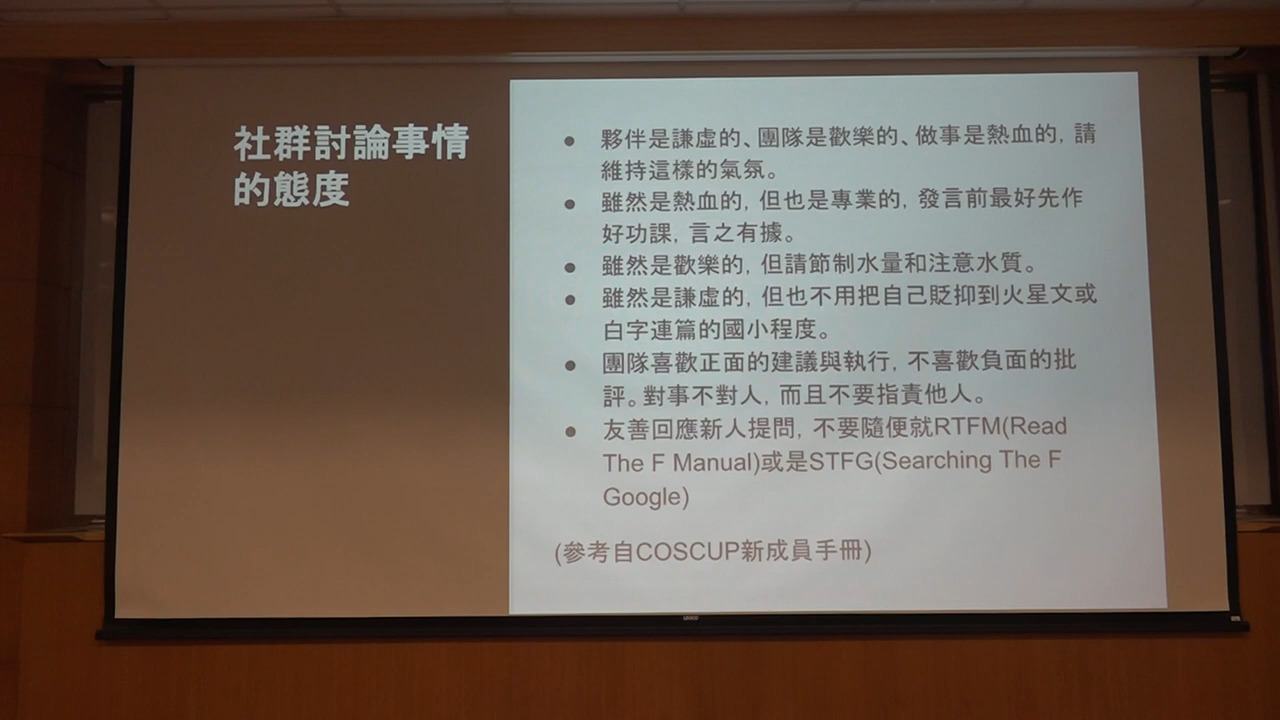 社群討論事情
的態度
● 夥伴是謙虛的、團隊是歡樂的、做事是熱血的，請
維持這樣的氣氛。
● 雖然是熱血的，但也是專業的，發言前最好先作
好功課，言之有據。
● 雖然是歡樂的，但請節制水量和注意水質。
● 雖然是謙虛的，但也不用把自己貶抑到火星文或
白字連篇的國小程度。
● 團隊喜歡正面的建議與執行，不喜歡負面的批
評。對事不對人，而且不要指責他人。
● 友善回應新人提問，不要隨便就RTFM(Read
The F Manual)或是STFG(Searching The F
Google)
(參考自COSCUP新成員手冊)